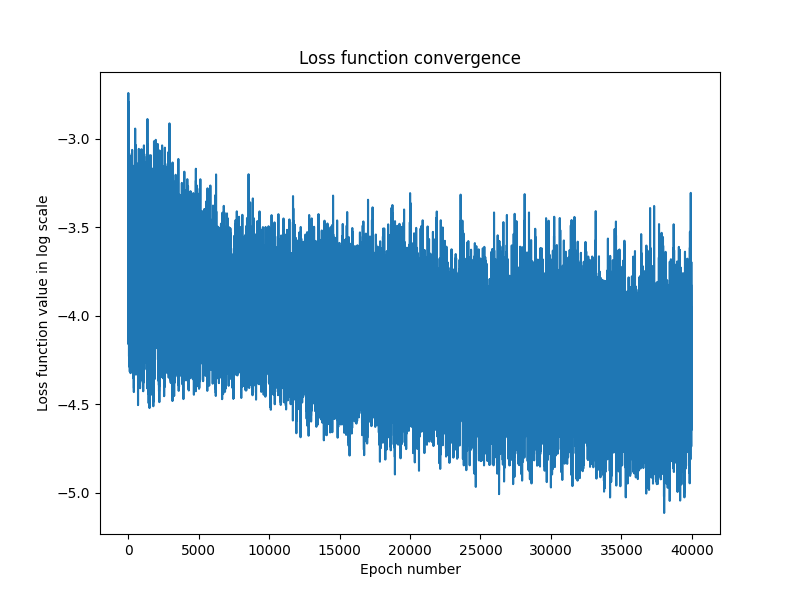 Loss function convergence
Loss function value in log scale
−3.0
−3.5
−4.0
−4.5
−5.0
0 5000 10000 15000 20000 25000 30000 35000 40000
Epoch number